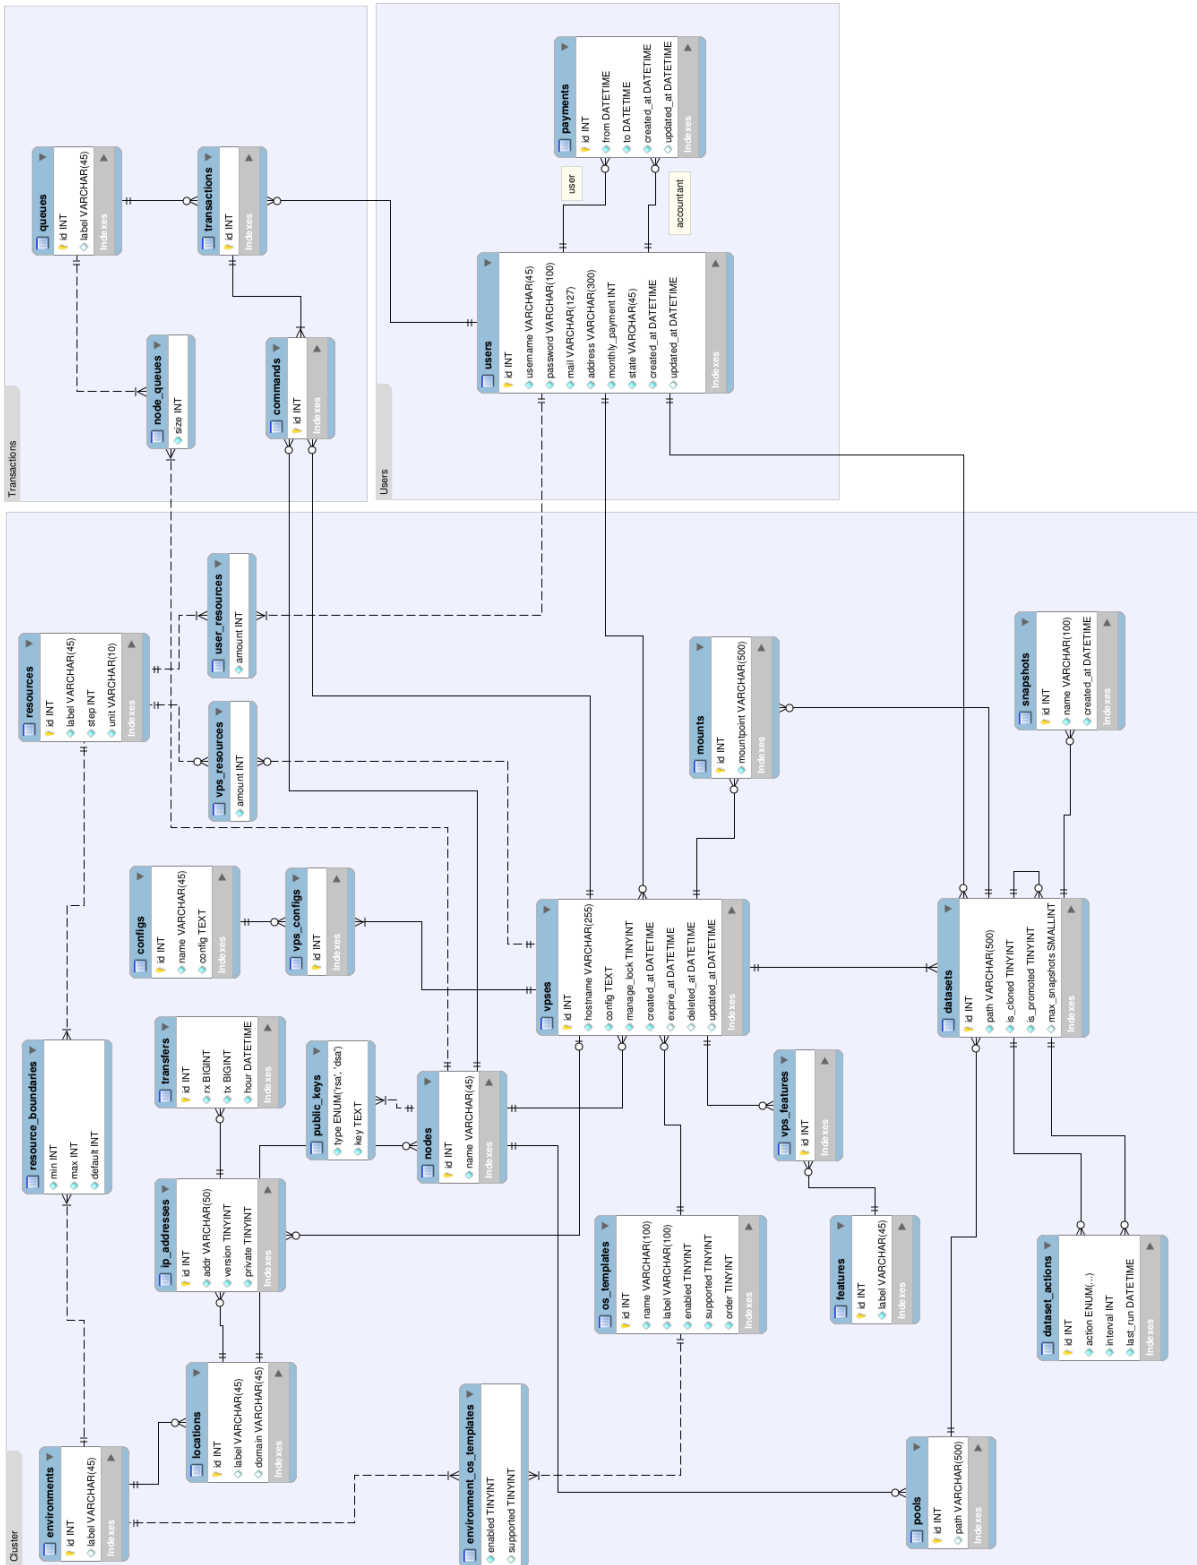 Transactions
queues
id INT
label VARCHAR(45)
Indexes
transactions
id INT
Indexes
node_queues
size INT
commands
id INT
Indexes
Users
payments
id INT
from DATETIME
to DATETIME
created_at DATETIME
updated_at DATETIME
Indexes
user
accountant
users
id INT
username VARCHAR(45)
password VARCHAR(100)
mail VARCHAR(127)
address VARCHAR(300)
monthly_payment INT
state VARCHAR(45)
created_at DATETIME
updated_at DATETIME
Indexes
Cluster
resources
id INT
label VARCHAR(45)
step INT
unit VARCHAR(10)
Indexes
user_resources
amount INT
vps_resources
amount INT
mounts
id INT
mountpoint VARCHAR(500)
Indexes
snapshots
id INT
name VARCHAR(100)
created_at DATETIME
Indexes
configs
id INT
name VARCHAR(45)
config TEXT
Indexes
vps_configs
id INT
Indexes
vpses
id INT
hostname VARCHAR(255)
config TEXT
manage_lock TINYINT
created_at DATETIME
expire_at DATETIME
deleted_at DATETIME
updated_at DATETIME
Indexes
datasets
id INT
path VARCHAR(500)
is_cloned TINYINT
is_promoted TINYINT
max_snapshots SMALLINT
Indexes
resource_boundaries
min INT
max INT
default INT
transfers
id INT
rx BIGINT
tx BIGINT
hour DATETIME
Indexes
public_keys
type ENUM('rsa', 'dsa')
key TEXT
nodes
id INT
name VARCHAR(45)
Indexes
vps_features
id INT
Indexes
ip_addresses
id INT
addr VARCHAR(50)
version TINYINT
private TINYINT
Indexes
os_templates
id INT
name VARCHAR(100)
label VARCHAR(100)
enabled TINYINT
supported TINYINT
order TINYINT
Indexes
features
id INT
label VARCHAR(45)
Indexes
dataset_actions
id INT
action ENUM(...)
interval INT
last_run DATETIME
Indexes
environments
id INT
label VARCHAR(45)
Indexes
locations
id INT
label VARCHAR(45)
domain VARCHAR(45)
Indexes
environment_os_templates
enabled TINYINT
supported TINYINT
pools
id INT
path VARCHAR(500)
Indexes